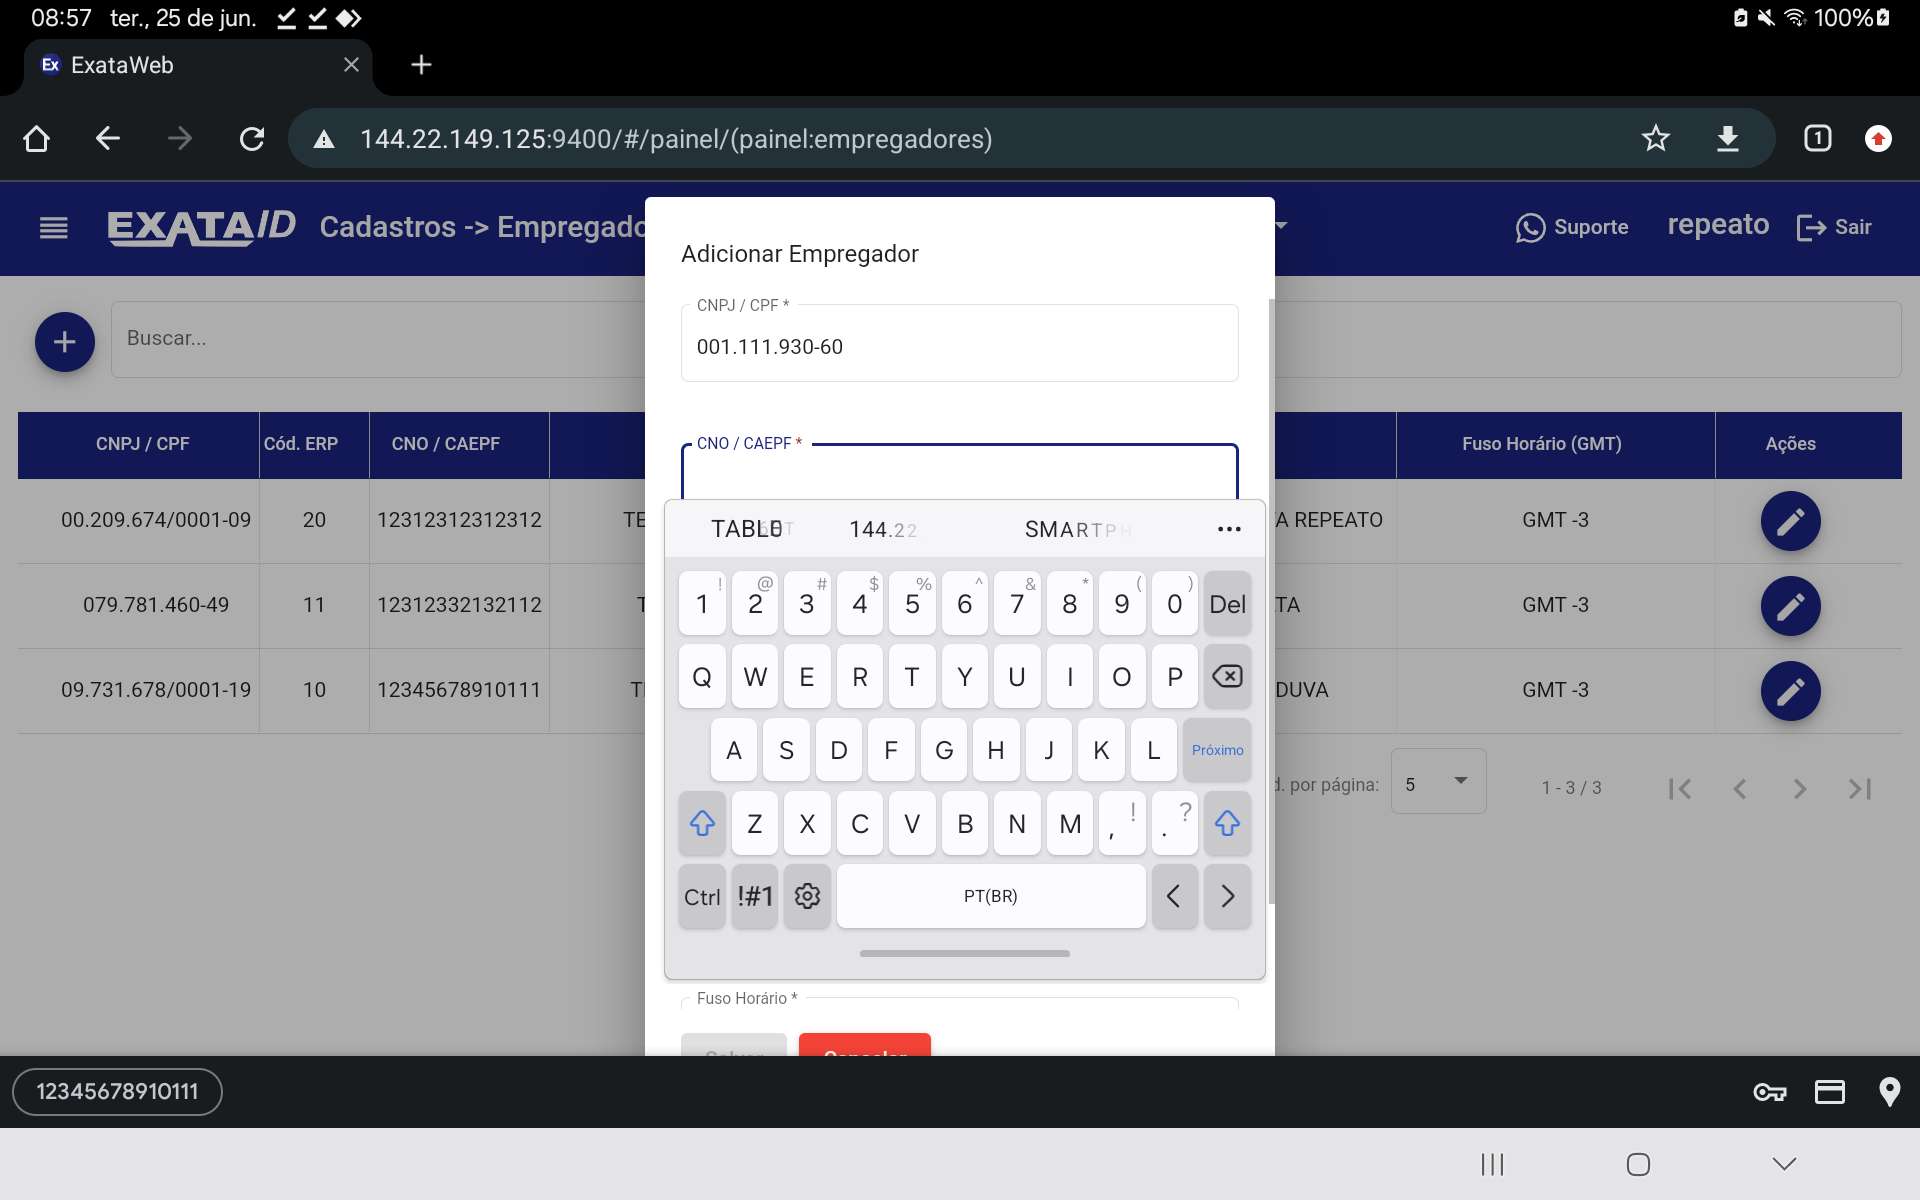 08:57 ter., 25 de jun. 100%
Ex ExataWeb
144.22.149.125:9400/#/painel/(painel:empregadores) 1
EXATA ID Cadastros -> Empregado Suporte repeato Sair
Adicionar Empregador
CNPJ / CPF *
001.111.930-60
Buscar...
CNPJ / CPF Cód. ERP CNO / CAEPF Fuso Horário (GMT) Ações
CNO / CAEPF *
00.209.674/0001-09 20 12312312312312 TE A REPEATO GMT -3
079.781.460-49 11 12312332132112 T TA GMT -3
09.731.678/0001-19 10 12345678910111 DUVA GMT -3
TABLE 144.22 SMARTPH
! @ # $ % ^ & * ( )
1 2 3 4 5 6 7 8 9 0 Del
Q W E R T Y U I O P
A S D F G H J K L Próximo
Z X C V B N M , ! . ?
Ctrl !#1 PT(BR)
. por página: 5 1 - 3 / 3
Fuso Horário *
Salvar Cancelar
12345678910111